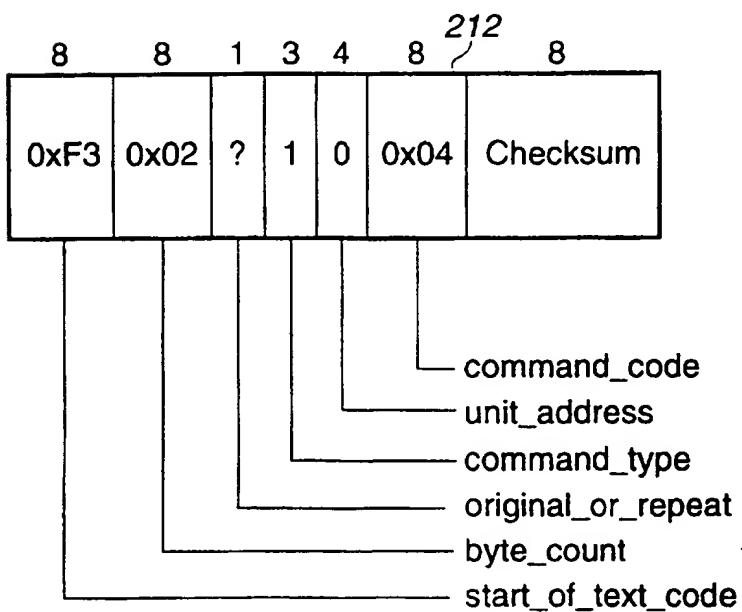 212
8 8 1 3 4 8 8
0xF3 0x02 ? 1 0 0x04 Checksum
command_code
unit_address
command_type
original_or_repeat
byte_count
start_of_text_code